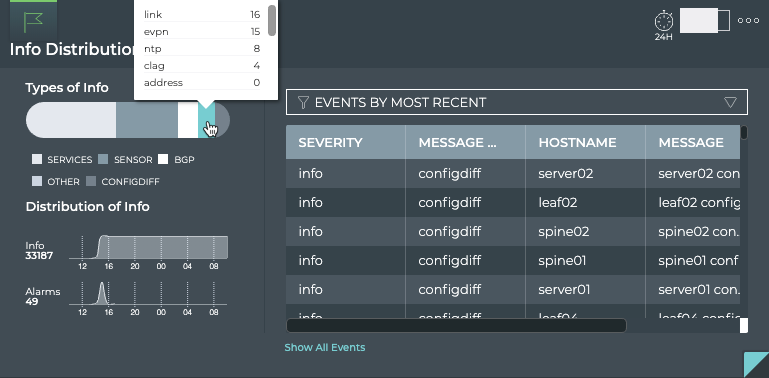 link 16
evpn 15
ntp 8
clag 4
address 0
Info Distribution
24H
Types of Info
SERVICES SENSOR BGP
OTHER CONFIGDIFF
Distribution of Info
Info
33187
12 16 20 00 04 08
Alarms
49
12 16 20 00 04 08
EVENTS BY MOST RECENT
SEVERITY MESSAGE ... HOSTNAME MESSAGE
info configdiff server02 server02 con
info configdiff leaf02 leaf02 config
info configdiff spine02 spine02 con.
info configdiff spine01 spine01 conf
info configdiff server01 server01 con.
info configdiff leaf04 leaf04 config
Show All Events